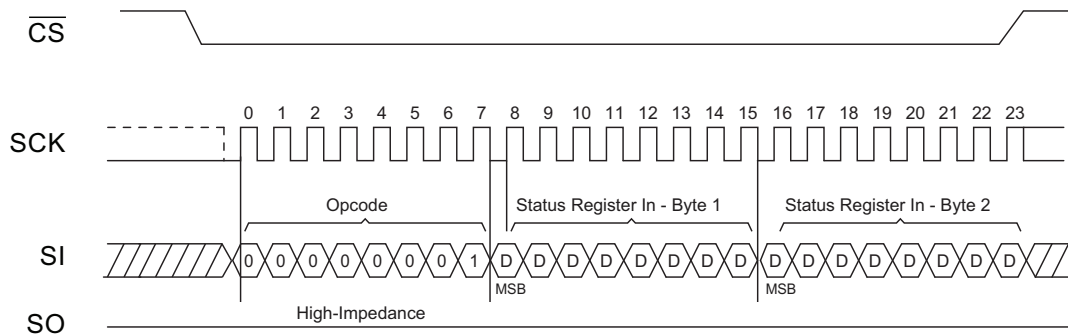 CS
0 1 2 3 4 5 6 7 8 9 10 11 12 13 14 15 16 17 18 19 20 21 22 23
SCK
Opcode Status Register In - Byte 1 Status Register In - Byte 2
SI 0 0 0 0 0 0 0 1 D D D D D D D D D D D D D D D D
MSB MSB
High-Impedance
SO